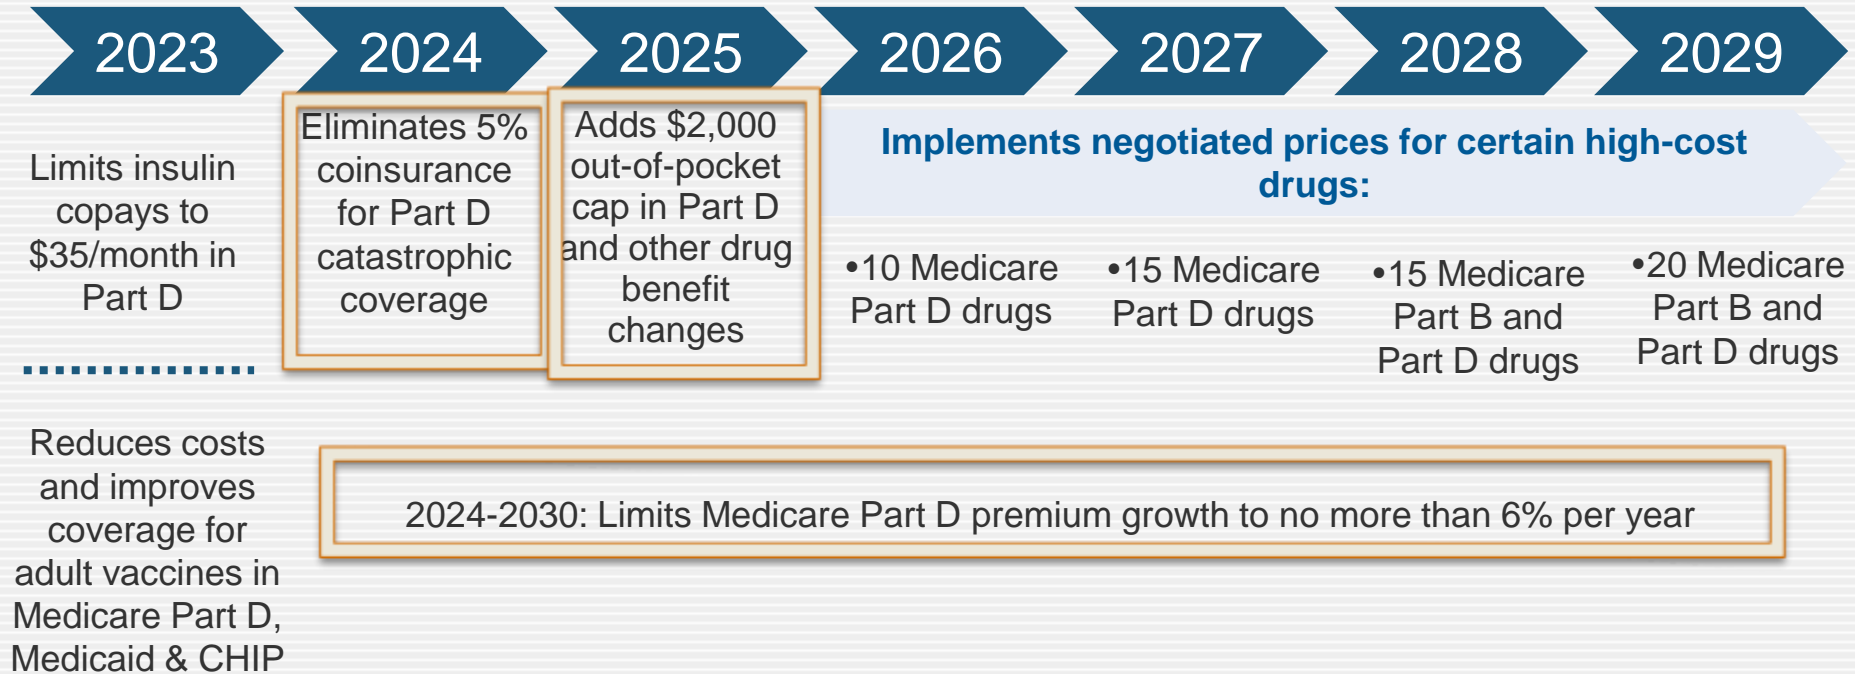 2023
2024
2025
2026
2027
2028
2029
Limits insulin
copays to
$35/month in
Part D
Reduces costs
and improves
coverage for
adult vaccines in
Medicare Part D,
Medicaid & CHIP
Eliminates 5%
coinsurance
for Part D
catastrophic
coverage
Adds $2,000
out-of-pocket
cap in Part D
and other drug
benefit
changes
Implements negotiated prices for certain high-cost
drugs:
•10 Medicare
Part D drugs
•15 Medicare
Part D drugs
•15 Medicare
Part B and
Part D drugs
•20 Medicare
Part B and
Part D drugs
2024-2030: Limits Medicare Part D premium growth to no more than 6% per year